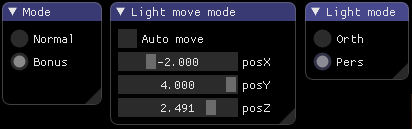 Mode
Normal
Bonus
Light move mode
Auto move
-2.000 posX
4.000 posY
2.491 posZ
Light mode
Orth
Pers